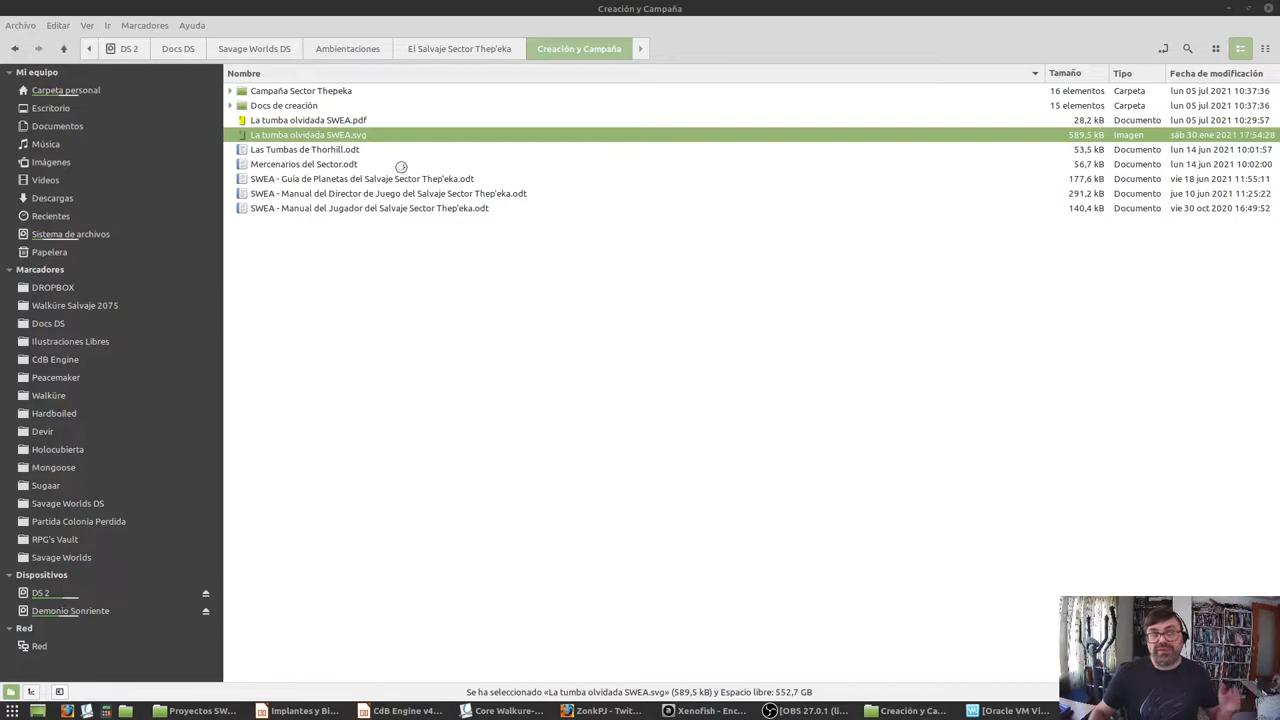 Creación y Campaña
Archivo Editar Ver Ir Marcadores Ayuda
DS 2 Docs DS Savage Worlds DS Ambientaciones El Salvaje Sector Thep'eka Creación y Campaña
Mi equipo
Carpeta personal
Escritorio
Documentos
Música
Imágenes
Vídeos
Descargas
Recientes
Sistema de archivos
Papelera
Marcadores
DROPBOX
Walküre Salvaje 2075
Docs DS
Ilustraciones Libres
CdB Engine
Peacemaker
Walküre
Hardboiled
Devir
Holocubierta
Mongoose
Sugaar
Savage Worlds DS
Partida Colonia Perdida
RPG's Vault
Savage Worlds
Dispositivos
DS 2
Demonio Sonriente
Red
Red
Nombre Tamaño Tipo Fecha de modificación
Campaña Sector Thepeka 16 elementos Carpeta lun 05 jul 2021 10:37:36
Docs de creación 15 elementos Carpeta lun 05 jul 2021 10:37:36
La tumba olvidada SWEA.pdf 28,2 kB Documento lun 05 jul 2021 10:29:57
La tumba olvidada SWEA.svg 589,5 kB Imagen sáb 30 ene 2021 17:54:28
Las Tumbas de Thorhill.odt 53,5 kB Documento lun 14 jun 2021 10:01:57
Mercenarios del Sector.odt 56,7 kB Documento lun 14 jun 2021 10:02:00
SWEA - Guía de Planetas del Salvaje Sector Thep'eka.odt 177,6 kB Documento vie 18 jun 2021 11:55:11
SWEA - Manual del Director de Juego del Salvaje Sector Thep'eka.odt 291,2 kB Documento jue 10 jun 2021 11:25:22
SWEA - Manual del Jugador del Salvaje Sector Thep'eka.odt 140,4 kB Documento vie 30 oct 2020 16:49:52
Se ha seleccionado «La tumba olvidada SWEA.svg» (589,5 kB) y Espacio libre: 552,7 GB
Proyectos SW... Implantes y Bi... CdB Engine v4... Core Walkure-... ZonkPJ - Twit... Xenofish - Enc... [OBS 27.0.1 (li... Creación y Ca... [Oracle VM Vi...